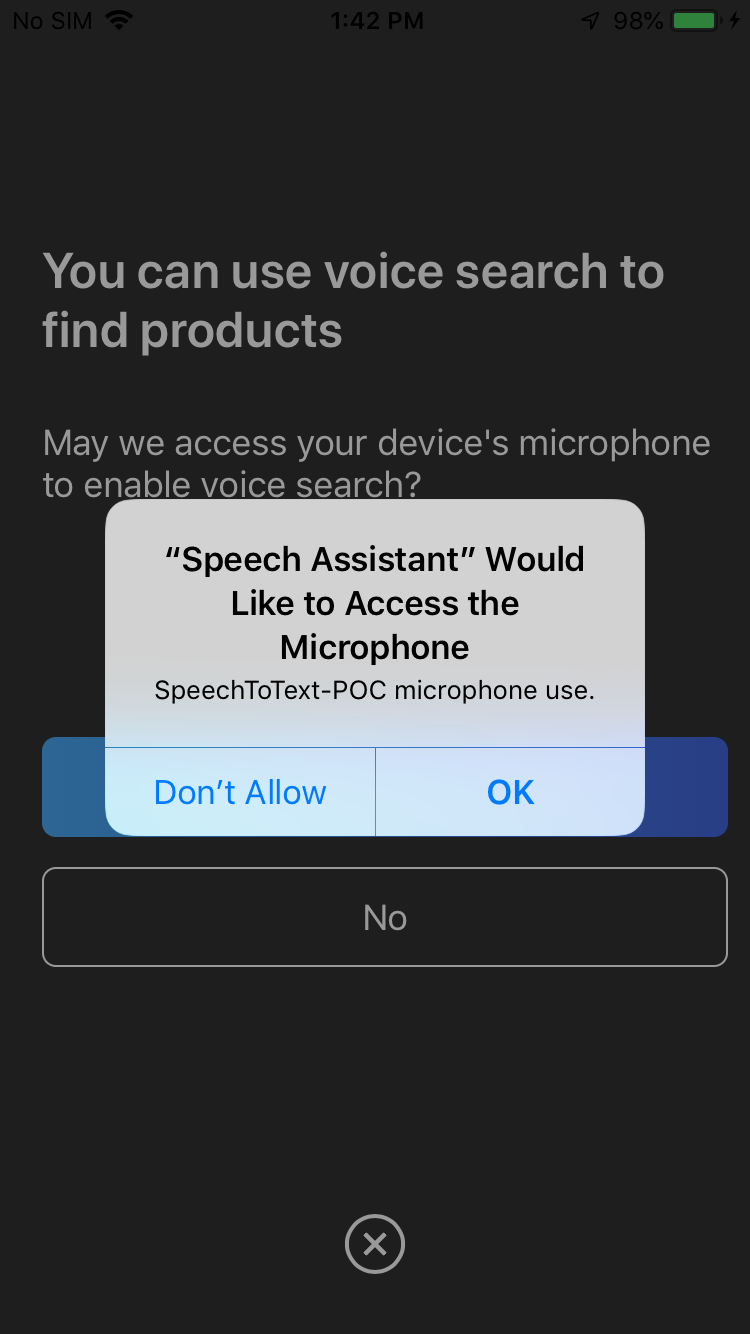 No SIM 1:42 PM 98%
You can use voice search to
find products
May we access your device's microphone
to enable voice search?
“Speech Assistant” Would
Like to Access the
Microphone
SpeechToText-POC microphone use.
Don’t Allow OK
No